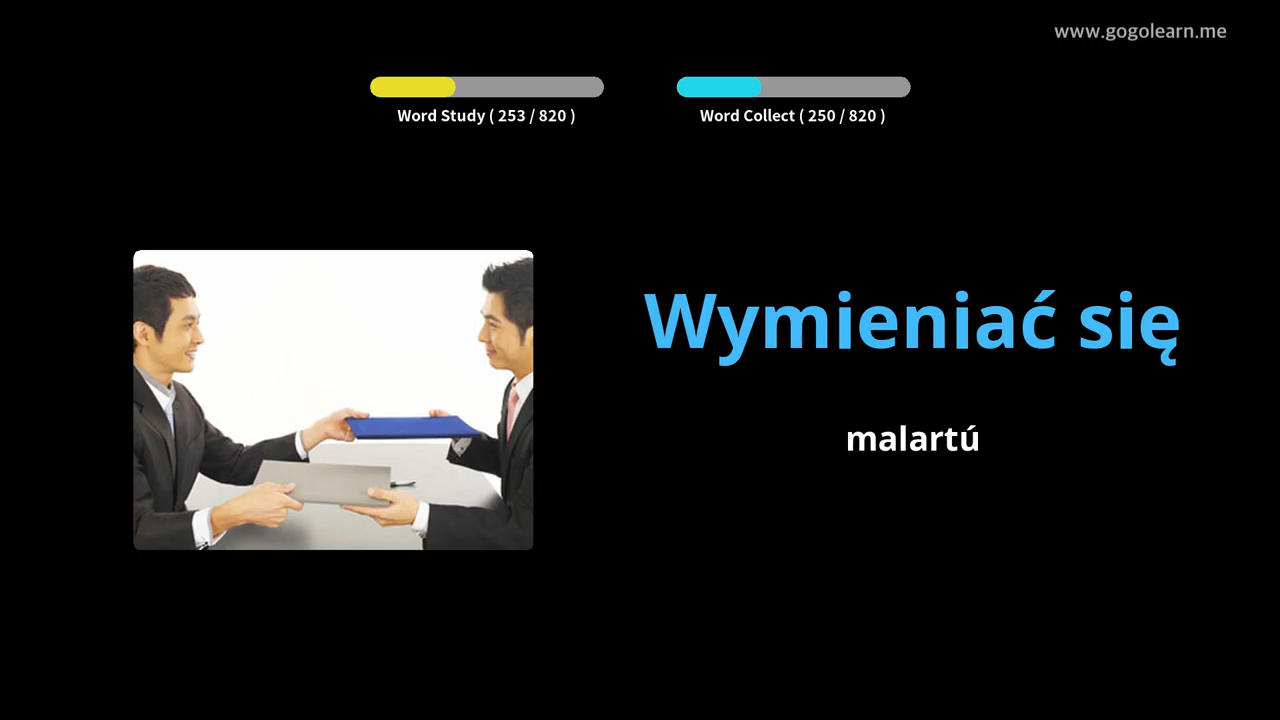 www.gogolearn.me
Word Study ( 253 / 820 )
Word Collect ( 250 / 820 )
Wymieniać się
malartú